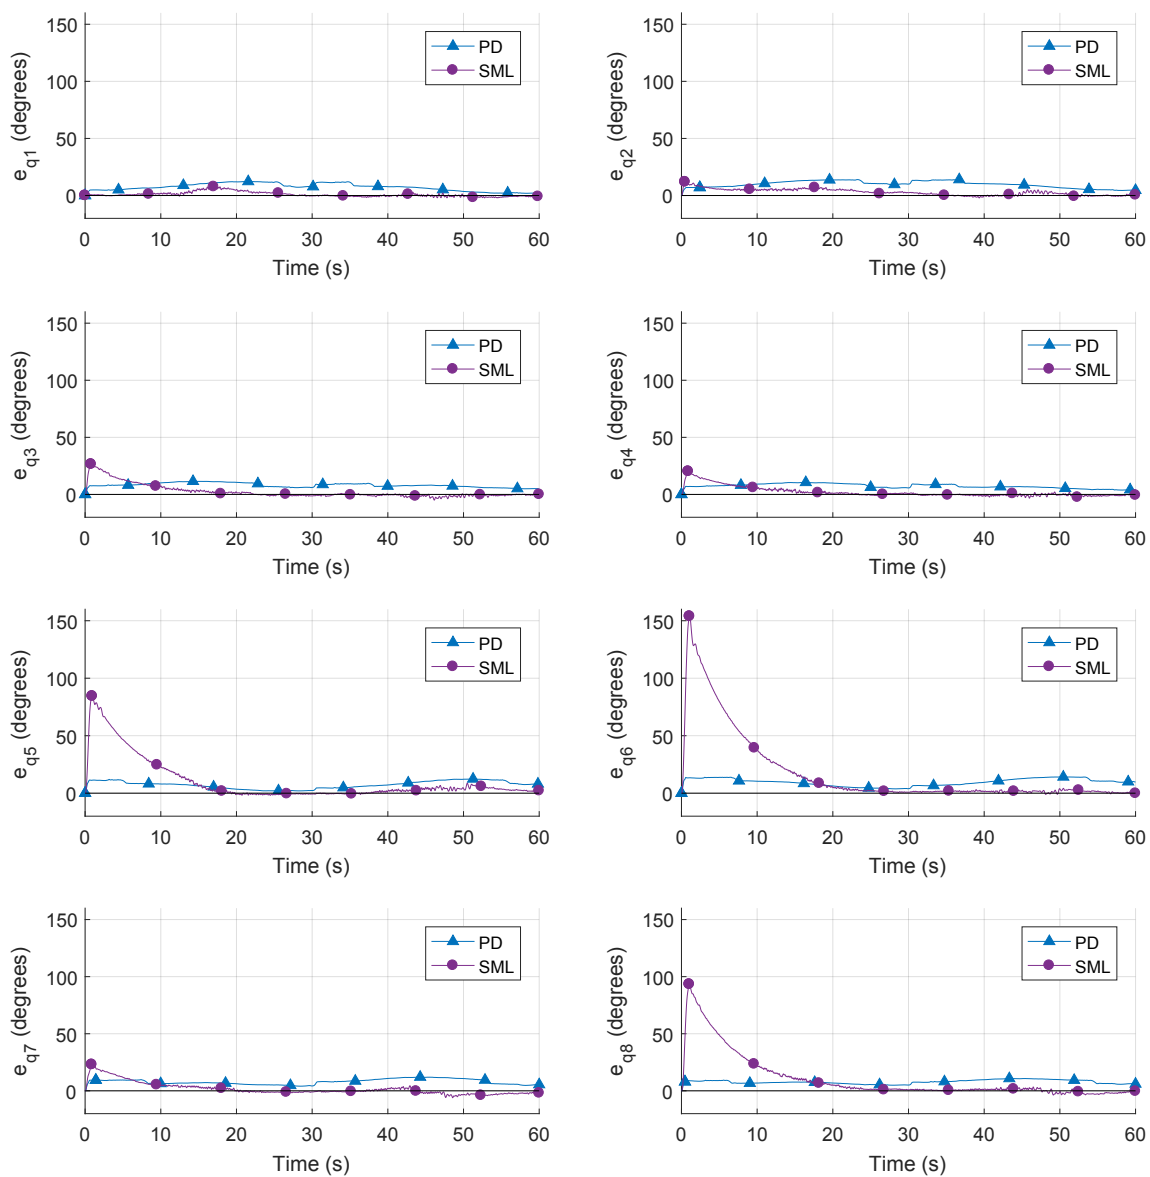 150
100
50
0
e_q1 (degrees)
PD
SML
0 10 20 30 40 50 60
Time (s)
150
100
50
0
e_q2 (degrees)
PD
SML
0 10 20 30 40 50 60
Time (s)
150
100
50
0
e_q3 (degrees)
PD
SML
0 10 20 30 40 50 60
Time (s)
150
100
50
0
e_q4 (degrees)
PD
SML
0 10 20 30 40 50 60
Time (s)
150
100
50
0
e_q5 (degrees)
PD
SML
0 10 20 30 40 50 60
Time (s)
150
100
50
0
e_q6 (degrees)
PD
SML
0 10 20 30 40 50 60
Time (s)
150
100
50
0
e_q7 (degrees)
PD
SML
0 10 20 30 40 50 60
Time (s)
150
100
50
0
e_q8 (degrees)
PD
SML
0 10 20 30 40 50 60
Time (s)